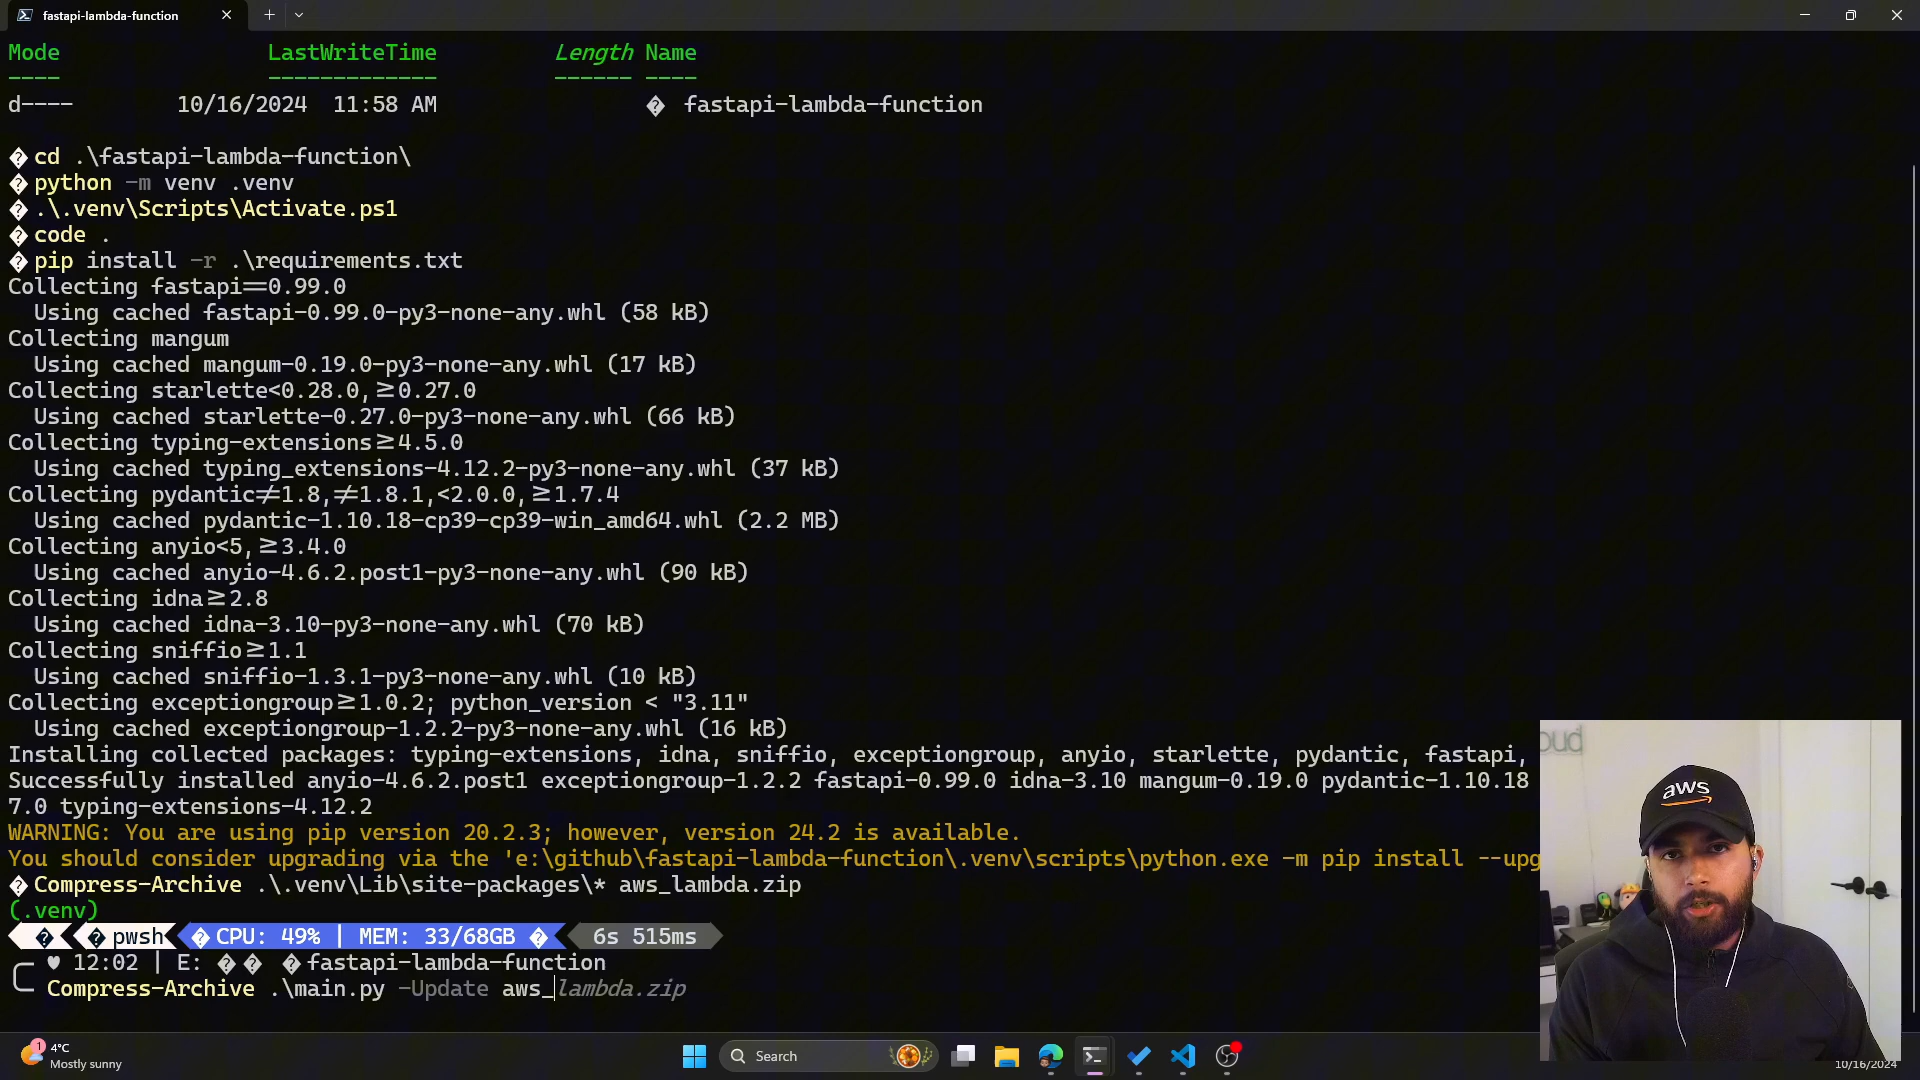 fastapi-lambda-function
Mode LastWriteTime Length Name
---- ------------- ------ ----
d---- 10/16/2024 11:58 AM � fastapi-lambda-function
� cd .\fastapi-lambda-function\
� python -m venv .venv
� .\.venv\Scripts\Activate.ps1
� code .
� pip install -r .\requirements.txt
Collecting fastapi==0.99.0
Using cached fastapi-0.99.0-py3-none-any.whl (58 kB)
Collecting mangum
Using cached mangum-0.19.0-py3-none-any.whl (17 kB)
Collecting starlette<0.28.0,≥0.27.0
Using cached starlette-0.27.0-py3-none-any.whl (66 kB)
Collecting typing-extensions≥4.5.0
Using cached typing_extensions-4.12.2-py3-none-any.whl (37 kB)
Collecting pydantic≠1.8,≠1.8.1,<2.0.0,≥1.7.4
Using cached pydantic-1.10.18-cp39-cp39-win_amd64.whl (2.2 MB)
Collecting anyio<5,≥3.4.0
Using cached anyio-4.6.2.post1-py3-none-any.whl (90 kB)
Collecting idna≥2.8
Using cached idna-3.10-py3-none-any.whl (70 kB)
Collecting sniffio≥1.1
Using cached sniffio-1.3.1-py3-none-any.whl (10 kB)
Collecting exceptiongroup≥1.0.2; python_version < "3.11"
Using cached exceptiongroup-1.2.2-py3-none-any.whl (16 kB)
Installing collected packages: typing-extensions, idna, sniffio, exceptiongroup, anyio, starlette, pydantic, fastapi,
Successfully installed anyio-4.6.2.post1 exceptiongroup-1.2.2 fastapi-0.99.0 idna-3.10 mangum-0.19.0 pydantic-1.10.18
7.0 typing-extensions-4.12.2
WARNING: You are using pip version 20.2.3; however, version 24.2 is available.
You should consider upgrading via the 'e:\github\fastapi-lambda-function\.venv\scripts\python.exe -m pip install --upg
� Compress-Archive .\.venv\Lib\site-packages\* aws_lambda.zip
(.venv)
� � pwsh � CPU: 49% | MEM: 33/68GB � 6s 515ms
♥ 12:02 | E: �� � fastapi-lambda-function
Compress-Archive .\main.py -Update aws_lambda.zip
oud
aws
1
4°C
Mostly sunny
Search
10/16/2024